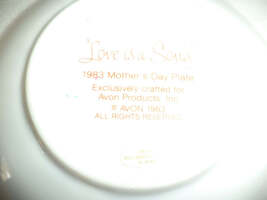 "Love is a Song"
1983 Mother's Day Plate
Exclusively crafted for
Avon Products, Inc.
© AVON 1983
ALL RIGHTS RESERVED